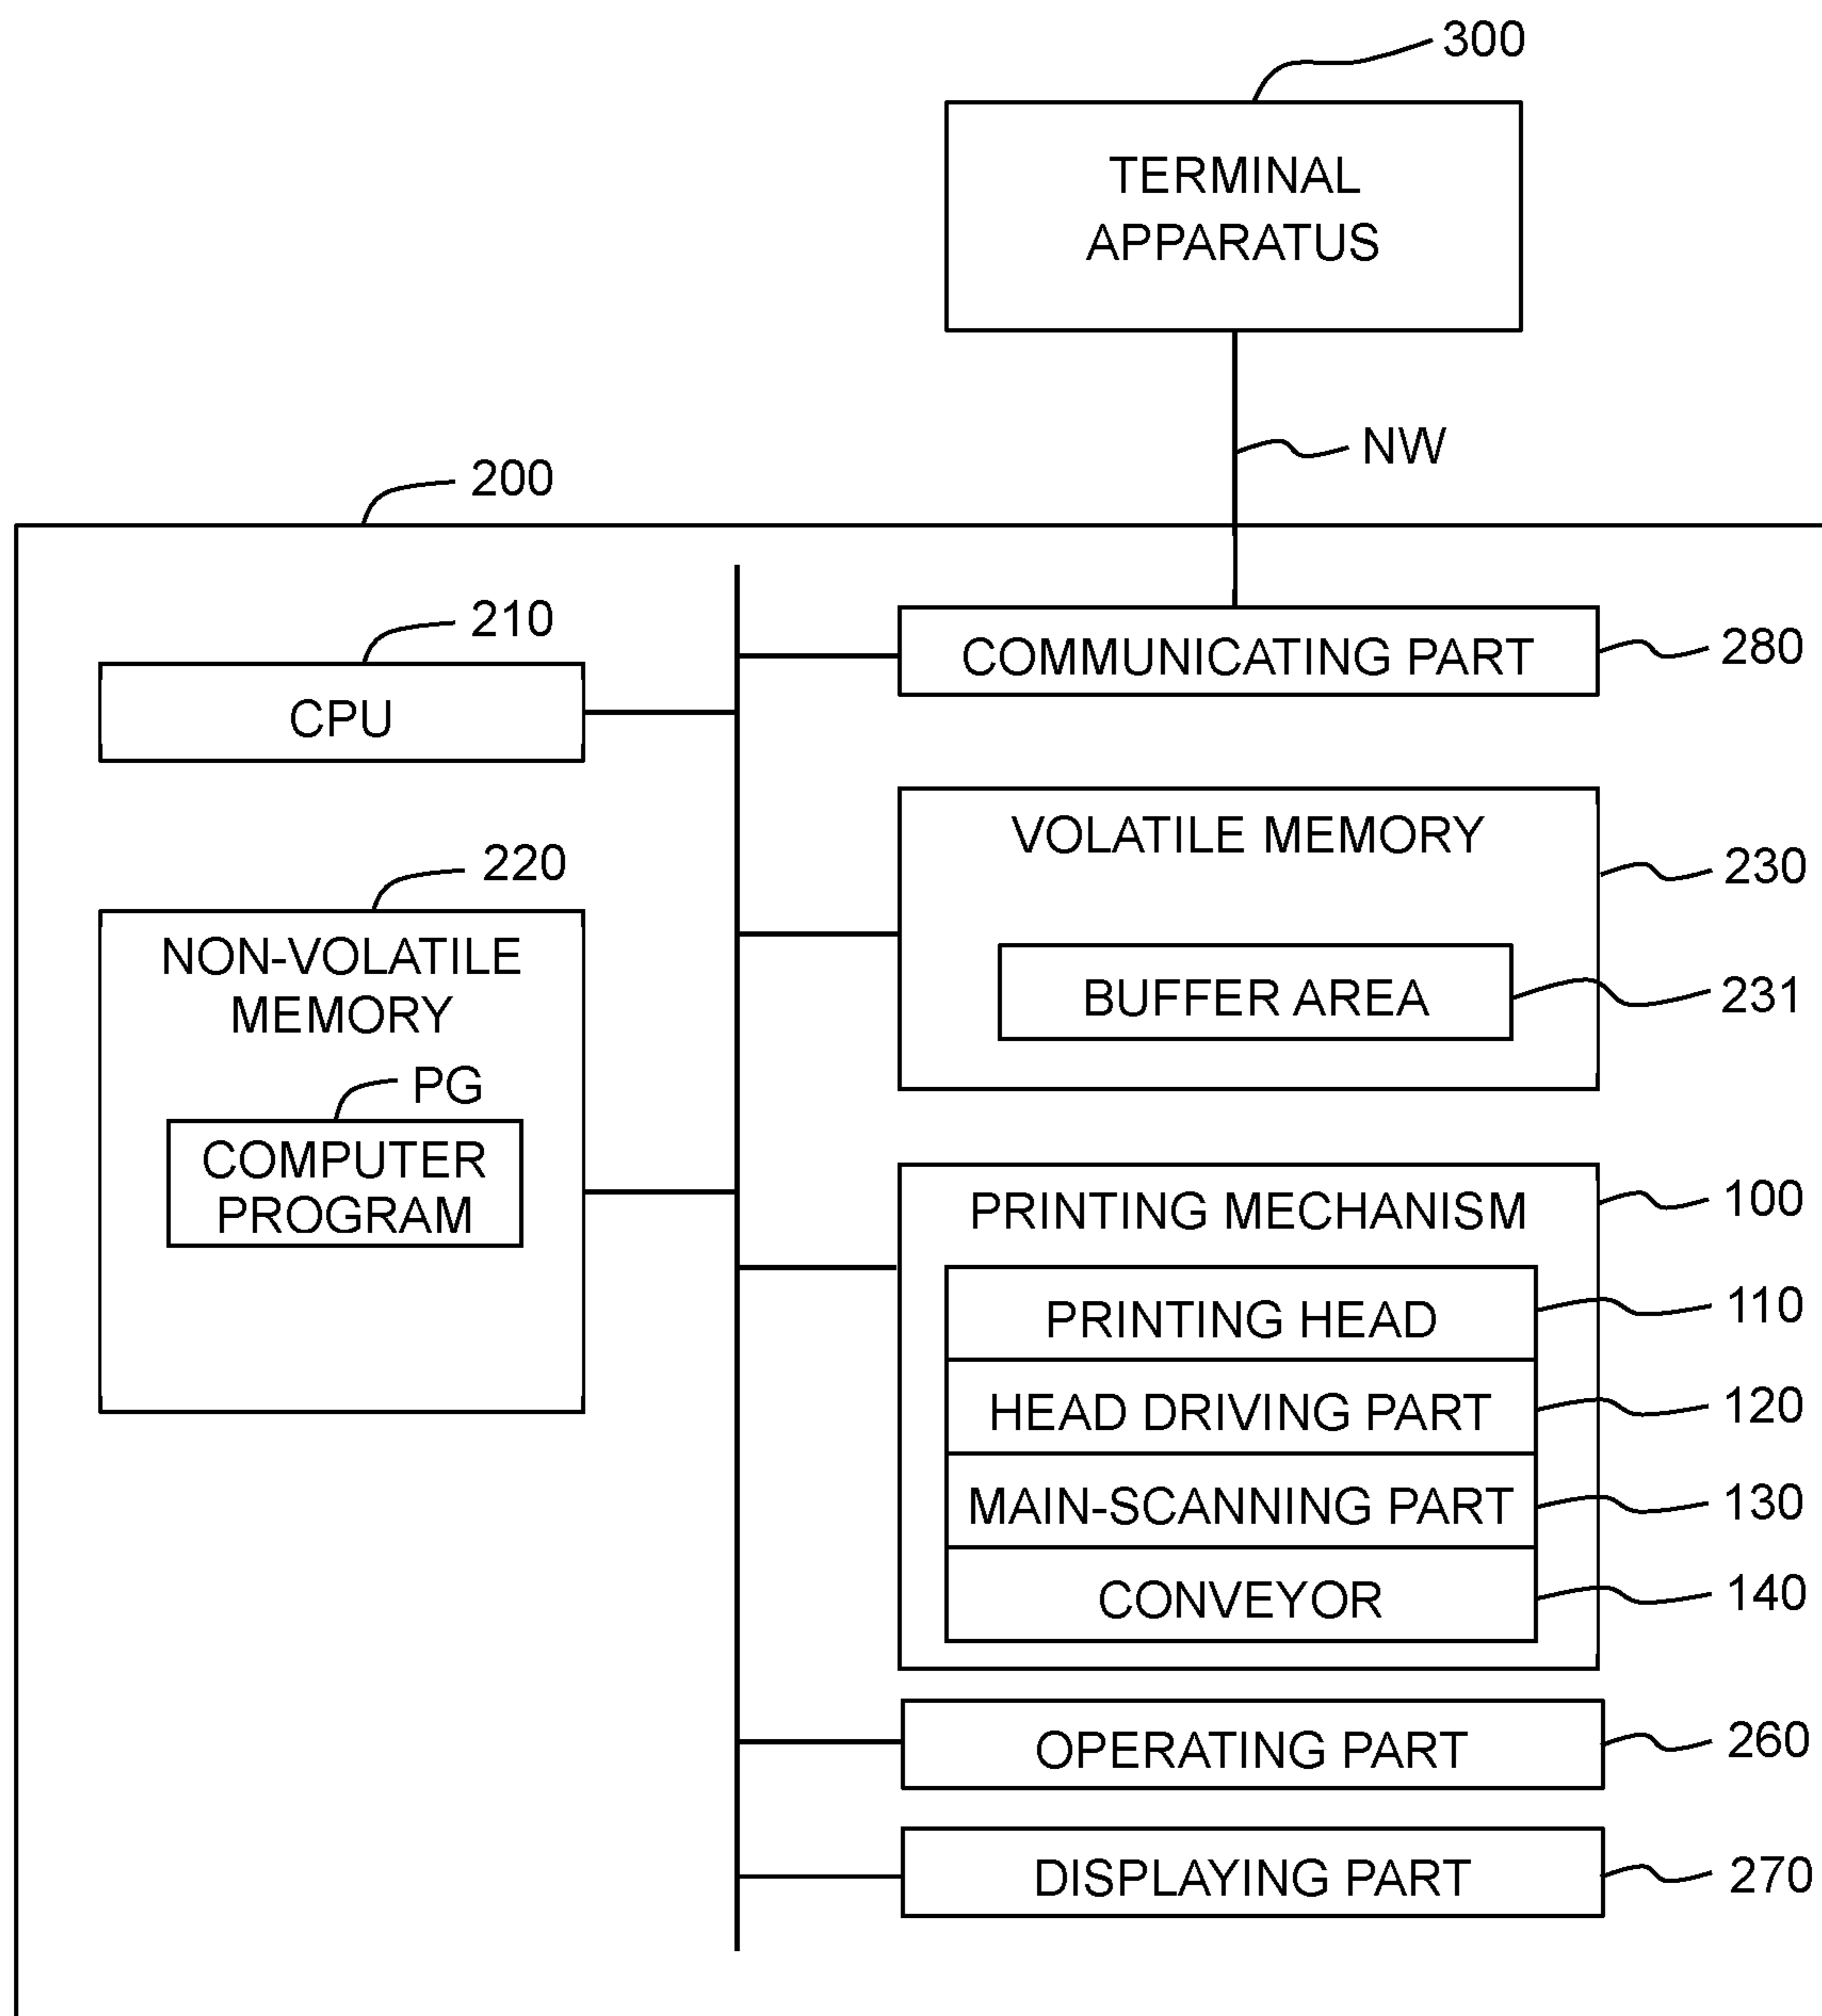 300
TERMINAL
APPARATUS
NW
200
210
CPU
COMMUNICATING PART
280
220
NON-VOLATILE
MEMORY
PG
COMPUTER
PROGRAM
VOLATILE MEMORY
230
BUFFER AREA
231
PRINTING MECHANISM
100
PRINTING HEAD
110
HEAD DRIVING PART
120
MAIN-SCANNING PART
130
CONVEYOR
140
OPERATING PART
260
DISPLAYING PART
270